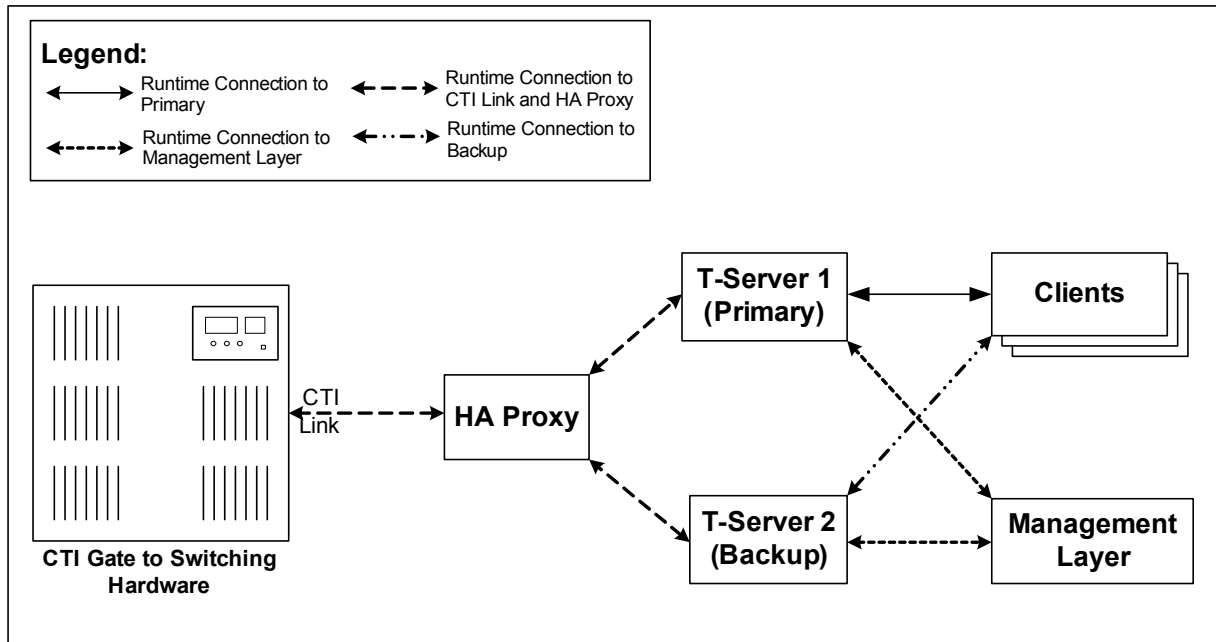 Legend:
Runtime Connection to
Primary
Runtime Connection to
CTI Link and HA Proxy
Runtime Connection to
Management Layer
Runtime Connection to
Backup
T-Server 1
(Primary)
Clients
CTI
Link
HA Proxy
T-Server 2
(Backup)
Management
Layer
CTI Gate to Switching
Hardware